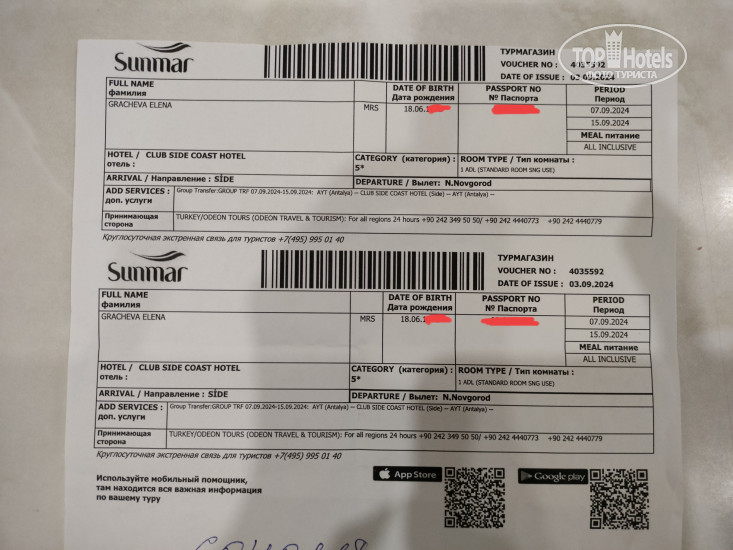 TOPHotels
ФОТО ТУРИСТА
Sunmar
ТУРМАГАЗИН
VOUCHER NO : 4035592
DATE OF ISSUE : 03.09.2024
FULL NAME DATE OF BIRTH PASSPORT NO PERIOD
фамилия Дата рождения № Паспорта Период
GRACHEVA ELENA MRS 18.06. 07.09.2024
15.09.2024
MEAL питание
ALL INCLUSIVE
HOTEL / CLUB SIDE COAST HOTEL CATEGORY (категория) : ROOM TYPE / Тип комнаты :
отель : 5* 1 ADL (STANDARD ROOM SNG USE)
ARRIVAL / Направление : SİDE DEPARTURE / Вылет: N.Novgorod
ADD SERVICES : Group Transfer:GROUP TRF 07.09.2024-15.09.2024: AYT (Antalya) -- CLUB SIDE COAST HOTEL (Side) -- AYT (Antalya) --
доп. услуги
Принимающая TURKEY/ODEON TOURS (ODEON TRAVEL & TOURISM): For all regions 24 hours +90 242 349 50 50/ +90 242 4440773 +90 242 4440779
сторона
Круглосуточная экстренная связь для туристов +7(495) 995 01 40
Sunmar
ТУРМАГАЗИН
VOUCHER NO : 4035592
DATE OF ISSUE : 03.09.2024
FULL NAME DATE OF BIRTH PASSPORT NO PERIOD
фамилия Дата рождения № Паспорта Период
GRACHEVA ELENA MRS 18.06. 07.09.2024
15.09.2024
MEAL питание
ALL INCLUSIVE
HOTEL / CLUB SIDE COAST HOTEL CATEGORY (категория) : ROOM TYPE / Тип комнаты :
отель : 5* 1 ADL (STANDARD ROOM SNG USE)
ARRIVAL / Направление : SİDE DEPARTURE / Вылет: N.Novgorod
ADD SERVICES : Group Transfer:GROUP TRF 07.09.2024-15.09.2024: AYT (Antalya) -- CLUB SIDE COAST HOTEL (Side) -- AYT (Antalya) --
доп. услуги
Принимающая TURKEY/ODEON TOURS (ODEON TRAVEL & TOURISM): For all regions 24 hours +90 242 349 50 50/ +90 242 4440773 +90 242 4440779
сторона
Круглосуточная экстренная связь для туристов +7(495) 995 01 40
Используйте мобильный помощник, App Store Google play
там находится вся важная информация
по вашему туру